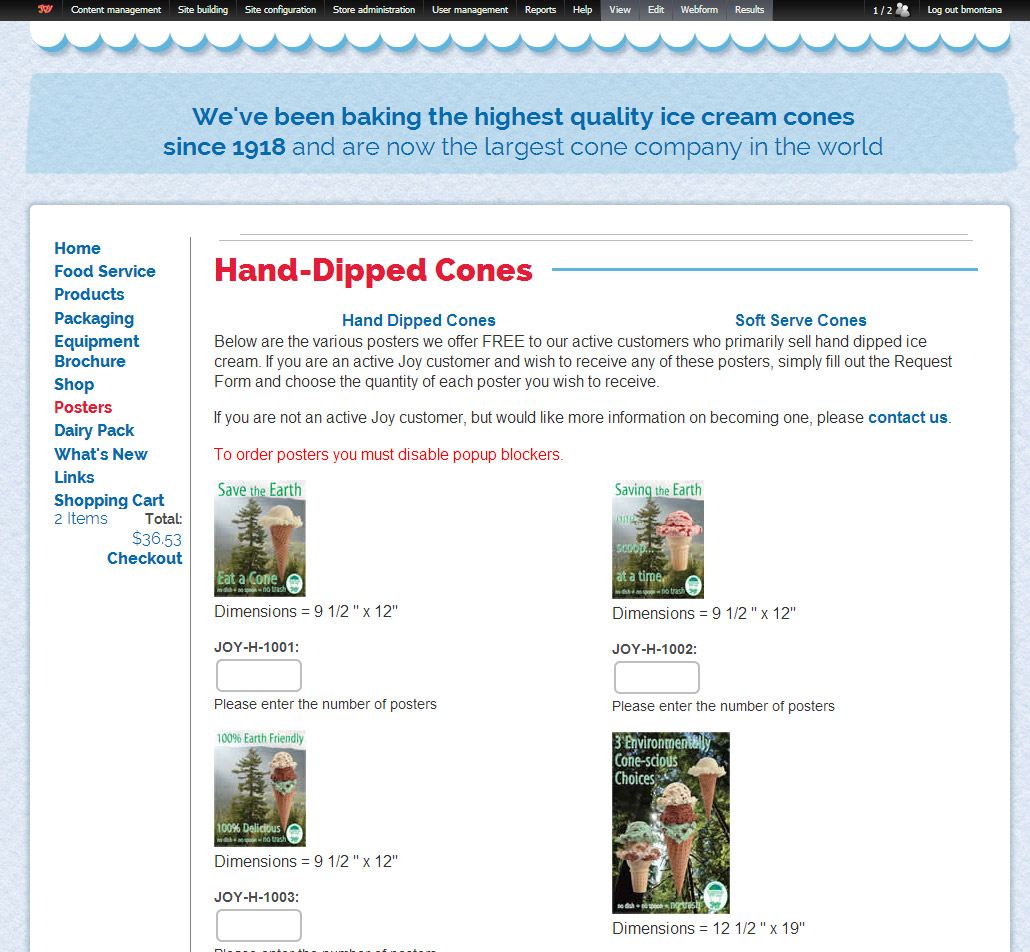 JOY Content management Site building Site configuration Store administration User management Reports Help View Edit Webform Results 1 / 2 Log out bmontana
We've been baking the highest quality ice cream cones
since 1918 and are now the largest cone company in the world
Home
Food Service
Products
Packaging
Equipment
Brochure
Shop
Posters
Dairy Pack
What's New
Links
Shopping Cart
2 Items Total:
$36.53
Checkout
Hand-Dipped Cones
Hand Dipped Cones Soft Serve Cones
Below are the various posters we offer FREE to our active customers who primarily sell hand dipped ice
cream. If you are an active Joy customer and wish to receive any of these posters, simply fill out the Request
Form and choose the quantity of each poster you wish to receive.
If you are not an active Joy customer, but would like more information on becoming one, please contact us.
To order posters you must disable popup blockers.
Save the Earth
Eat a Cone
no dish + no spoon = no trash
Dimensions = 9 1/2 " x 12"
JOY-H-1001:
Please enter the number of posters
Saving the Earth
one
scoop...
at a time.
no dish + no spoon = no trash
Dimensions = 9 1/2 " x 12"
JOY-H-1002:
Please enter the number of posters
100% Earth Friendly
100% Delicious
no dish + no spoon = no trash
Dimensions = 9 1/2 " x 12"
JOY-H-1003:
Please enter the number of posters
3 Environmentally
Cone-scious
Choices
no dish + no spoon = no trash
Dimensions = 12 1/2 " x 19"